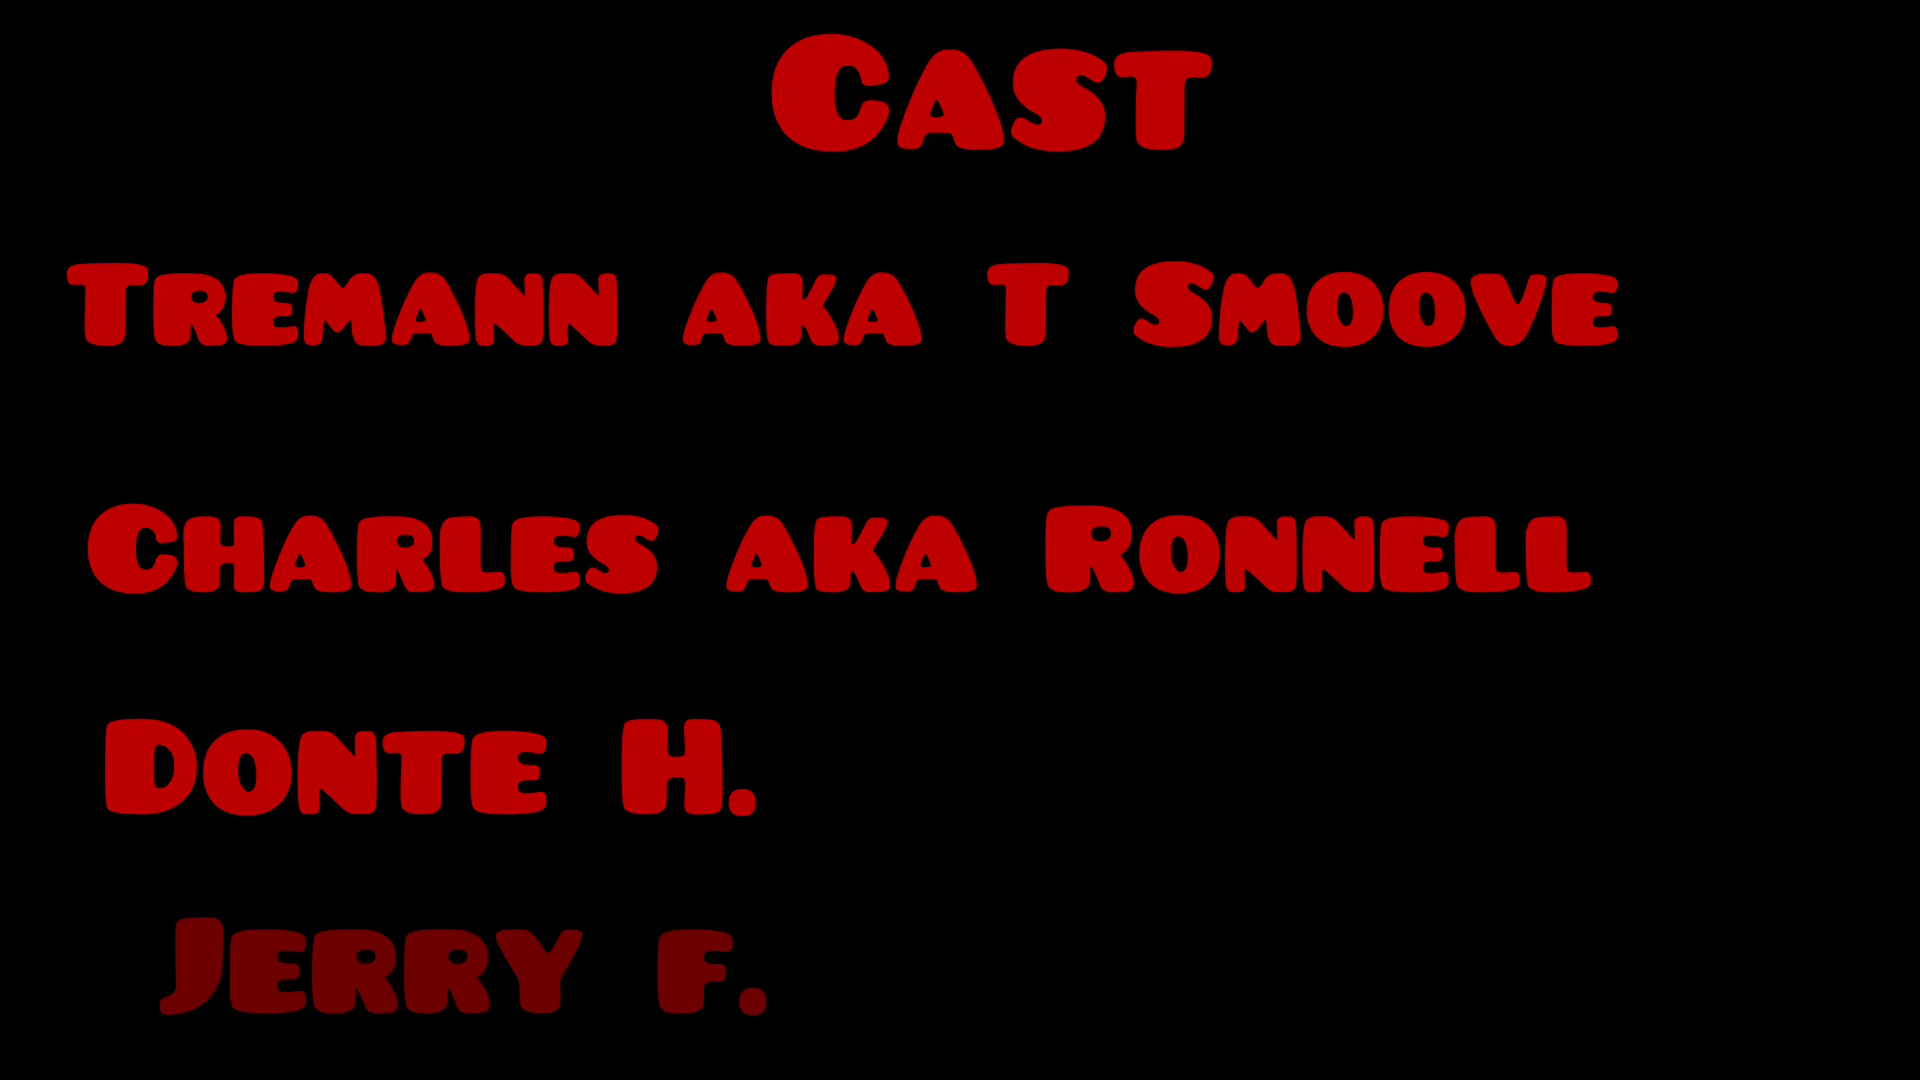 Cast
Tremann aka T Smoove
Charles aka Ronnell
Donte H.
Jerry f.